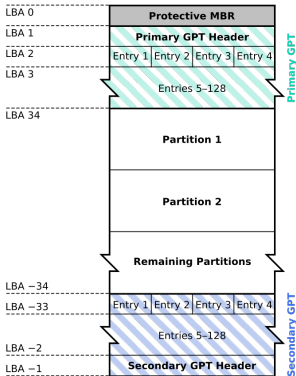 LBA 0
Protective MBR
LBA 1
Primary GPT Header
LBA 2
Entry 1 Entry 2 Entry 3 Entry 4
LBA 3
Entries 5–128
Primary GPT
LBA 34
Partition 1
Partition 2
Remaining Partitions
LBA −34
LBA −33
Entry 1 Entry 2 Entry 3 Entry 4
Entries 5–128
LBA −2
Secondary GPT Header
LBA −1
Secondary GPT